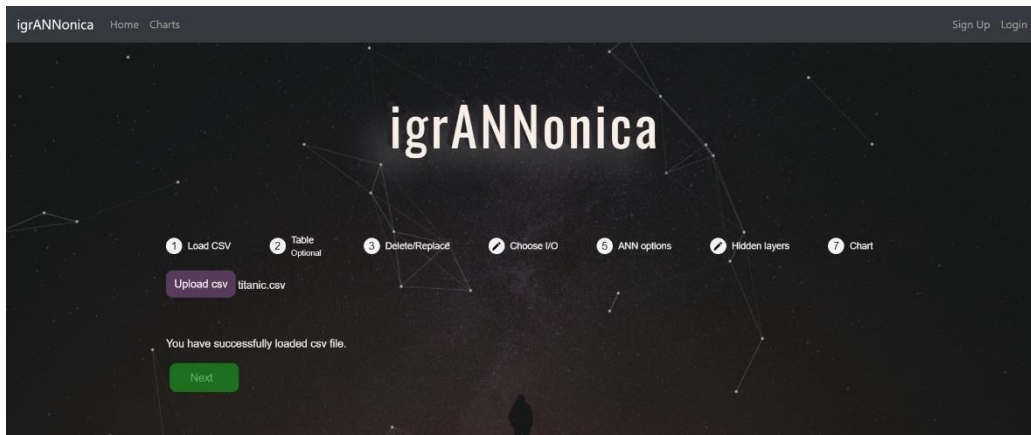 igrANNonica Home Charts Sign Up Login
igrANNonica
1 Load CSV 2 Table Optional 3 Delete/Replace Choose I/O 5 ANN options Hidden layers 7 Chart
Upload csv titanic.csv
You have successfully loaded csv file.
Next